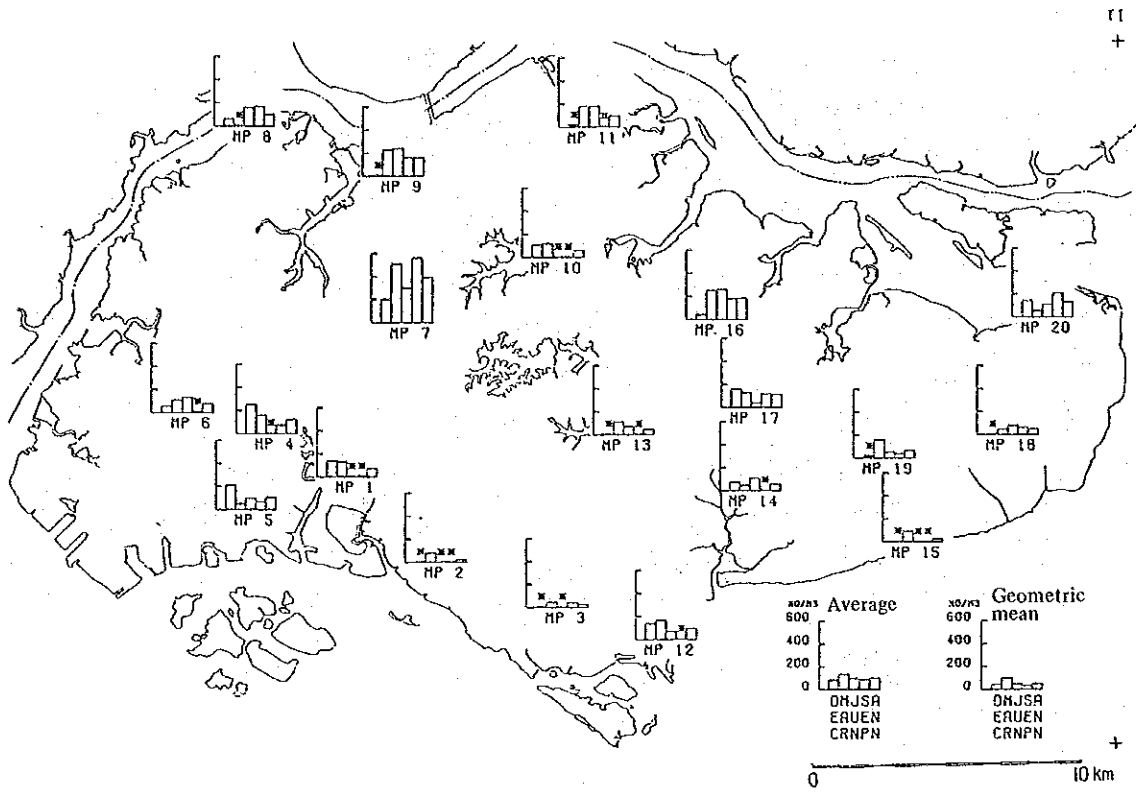 MP 8
MP 11
MP 9
MP 10
MP 7
MP 16
MP 20
MP 6
MP 4
MP 17
MP 13
MP 18
MP 19
MP 1
MP 14
MP 5
MP 15
MP 2
MP 3
MP 12
Average
600
400
200
0
DMJSA
EAUEN
CRNPN
Geometric
mean
600
400
200
0
DMJSA
EAUEN
CRNPN
0 10 km